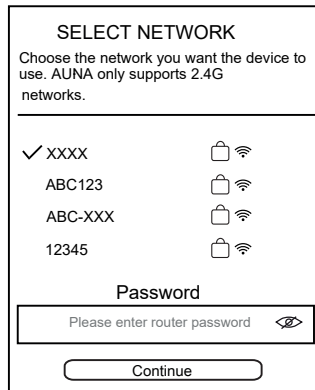 SELECT NETWORK
Choose the network you want the device to
use. AUNA only supports 2.4G
networks.
XXXX
ABC123
ABC-XXX
12345
Password
Please enter router password
Continue